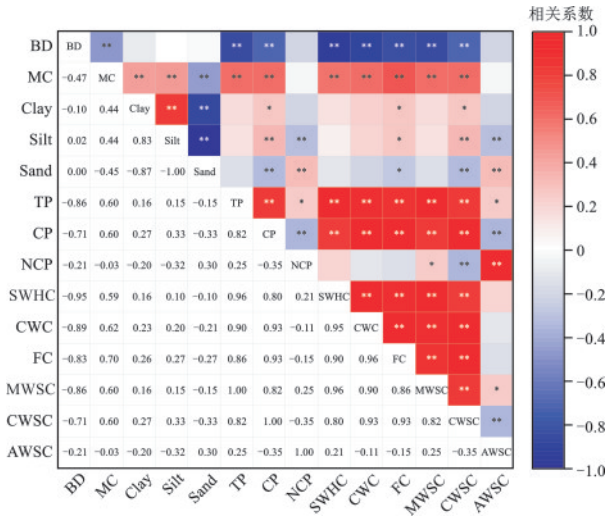 相关系数
BD BD ** ** ** ** ** ** ** **
MC −0.47 MC ** ** ** ** ** ** ** ** ** **
Clay −0.10 0.44 Clay ** ** * * *
Silt 0.02 0.44 0.83 Silt ** ** ** * ** **
Sand 0.00 −0.45 −0.87 −1.00 Sand ** ** * ** **
TP −0.86 0.60 0.16 0.15 −0.15 TP ** * ** ** ** ** ** *
CP −0.71 0.60 0.27 0.33 −0.33 0.82 CP ** ** ** ** ** ** **
NCP −0.21 −0.03 −0.20 −0.32 0.30 0.25 −0.35 NCP * ** **
SWHC −0.95 0.59 0.16 0.10 −0.10 0.96 0.80 0.21 SWHC ** ** ** **
CWC −0.89 0.62 0.23 0.20 −0.21 0.90 0.93 −0.11 0.95 CWC ** ** **
FC −0.83 0.70 0.26 0.27 −0.27 0.86 0.93 −0.15 0.90 0.96 FC ** **
MWSC −0.86 0.60 0.16 0.15 −0.15 1.00 0.82 0.25 0.96 0.90 0.86 MWSC ** *
CWSC −0.71 0.60 0.27 0.33 −0.33 0.82 1.00 −0.35 0.80 0.93 0.93 0.82 CWSC **
AWSC −0.21 −0.03 −0.20 −0.32 0.30 0.25 −0.35 1.00 0.21 −0.11 −0.15 0.25 −0.35 AWSC
BD MC Clay Silt Sand TP CP NCP SWHC CWC FC MWSC CWSC AWSC
1.0
0.8
0.6
0.4
0.2
0
−0.2
−0.4
−0.6
−0.8
−1.0